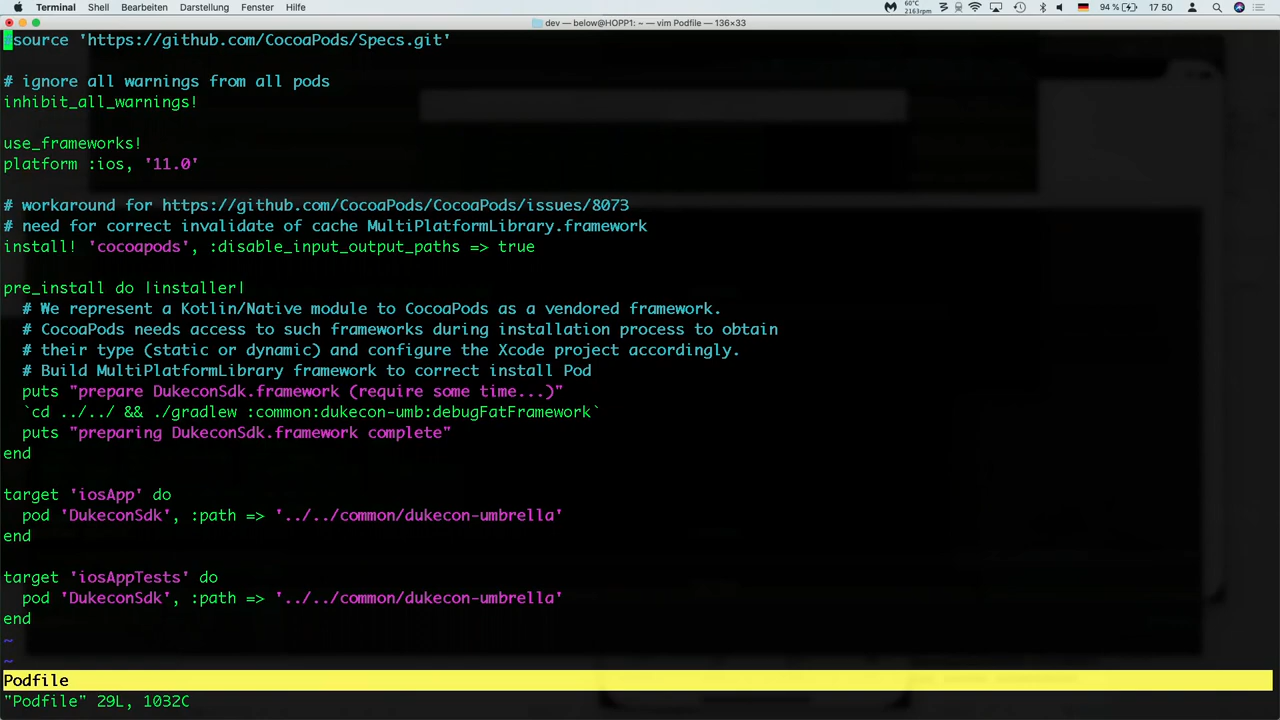 Terminal Shell Bearbeiten Darstellung Fenster Hilfe 60°C 2161rpm 94 % 17 50
dev — below@HOPP1: ~ — vim Podfile — 136×33
#source 'https://github.com/CocoaPods/Specs.git'
# ignore all warnings from all pods
inhibit_all_warnings!
use_frameworks!
platform :ios, '11.0'
# workaround for https://github.com/CocoaPods/CocoaPods/issues/8073
# need for correct invalidate of cache MultiPlatformLibrary.framework
install! 'cocoapods', :disable_input_output_paths => true
pre_install do |installer|
# We represent a Kotlin/Native module to CocoaPods as a vendored framework.
# CocoaPods needs access to such frameworks during installation process to obtain
# their type (static or dynamic) and configure the Xcode project accordingly.
# Build MultiPlatformLibrary framework to correct install Pod
puts "prepare DukeconSdk.framework (require some time...)"
`cd ../../ && ./gradlew :common:dukecon-umb:debugFatFramework`
puts "preparing DukeconSdk.framework complete"
end
target 'iosApp' do
pod 'DukeconSdk', :path => '../../common/dukecon-umbrella'
end
target 'iosAppTests' do
pod 'DukeconSdk', :path => '../../common/dukecon-umbrella'
end
~
~
Podfile
"Podfile" 29L, 1032C